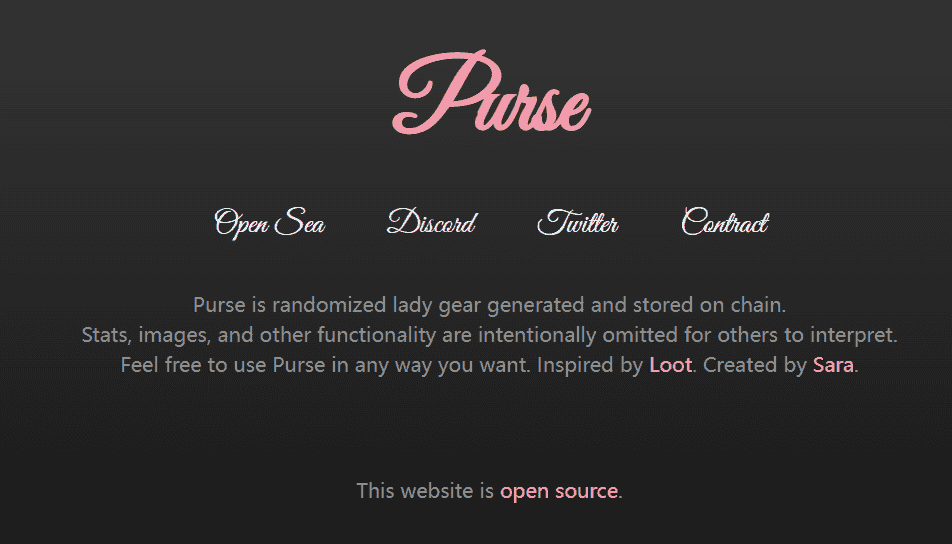 Purse
Open Sea Discord Twitter Contract
Purse is randomized lady gear generated and stored on chain.
Stats, images, and other functionality are intentionally omitted for others to interpret.
Feel free to use Purse in any way you want. Inspired by Loot. Created by Sara.
This website is open source.